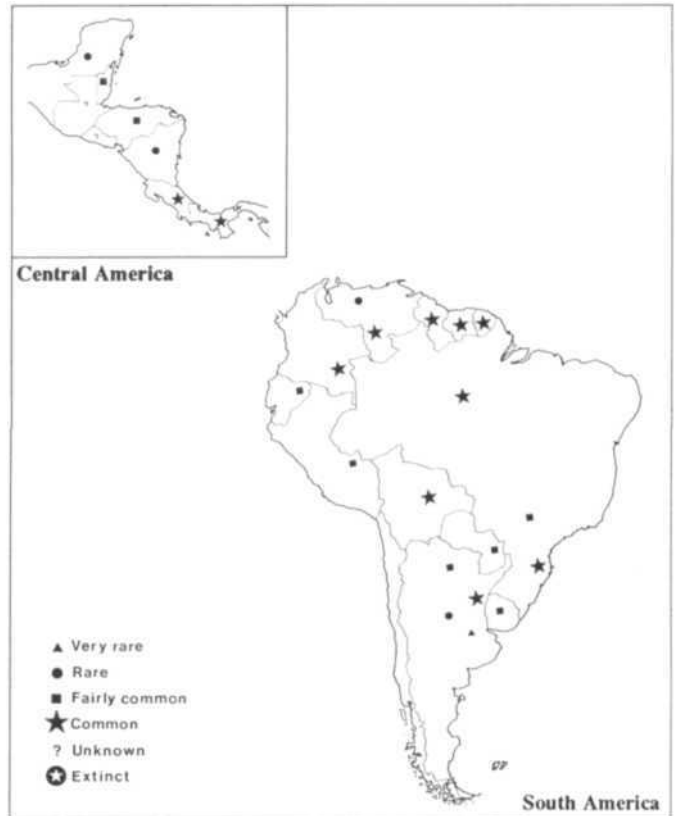 Central America
Very rare
Rare
Fairly common
Common
? Unknown
Extinct
South America